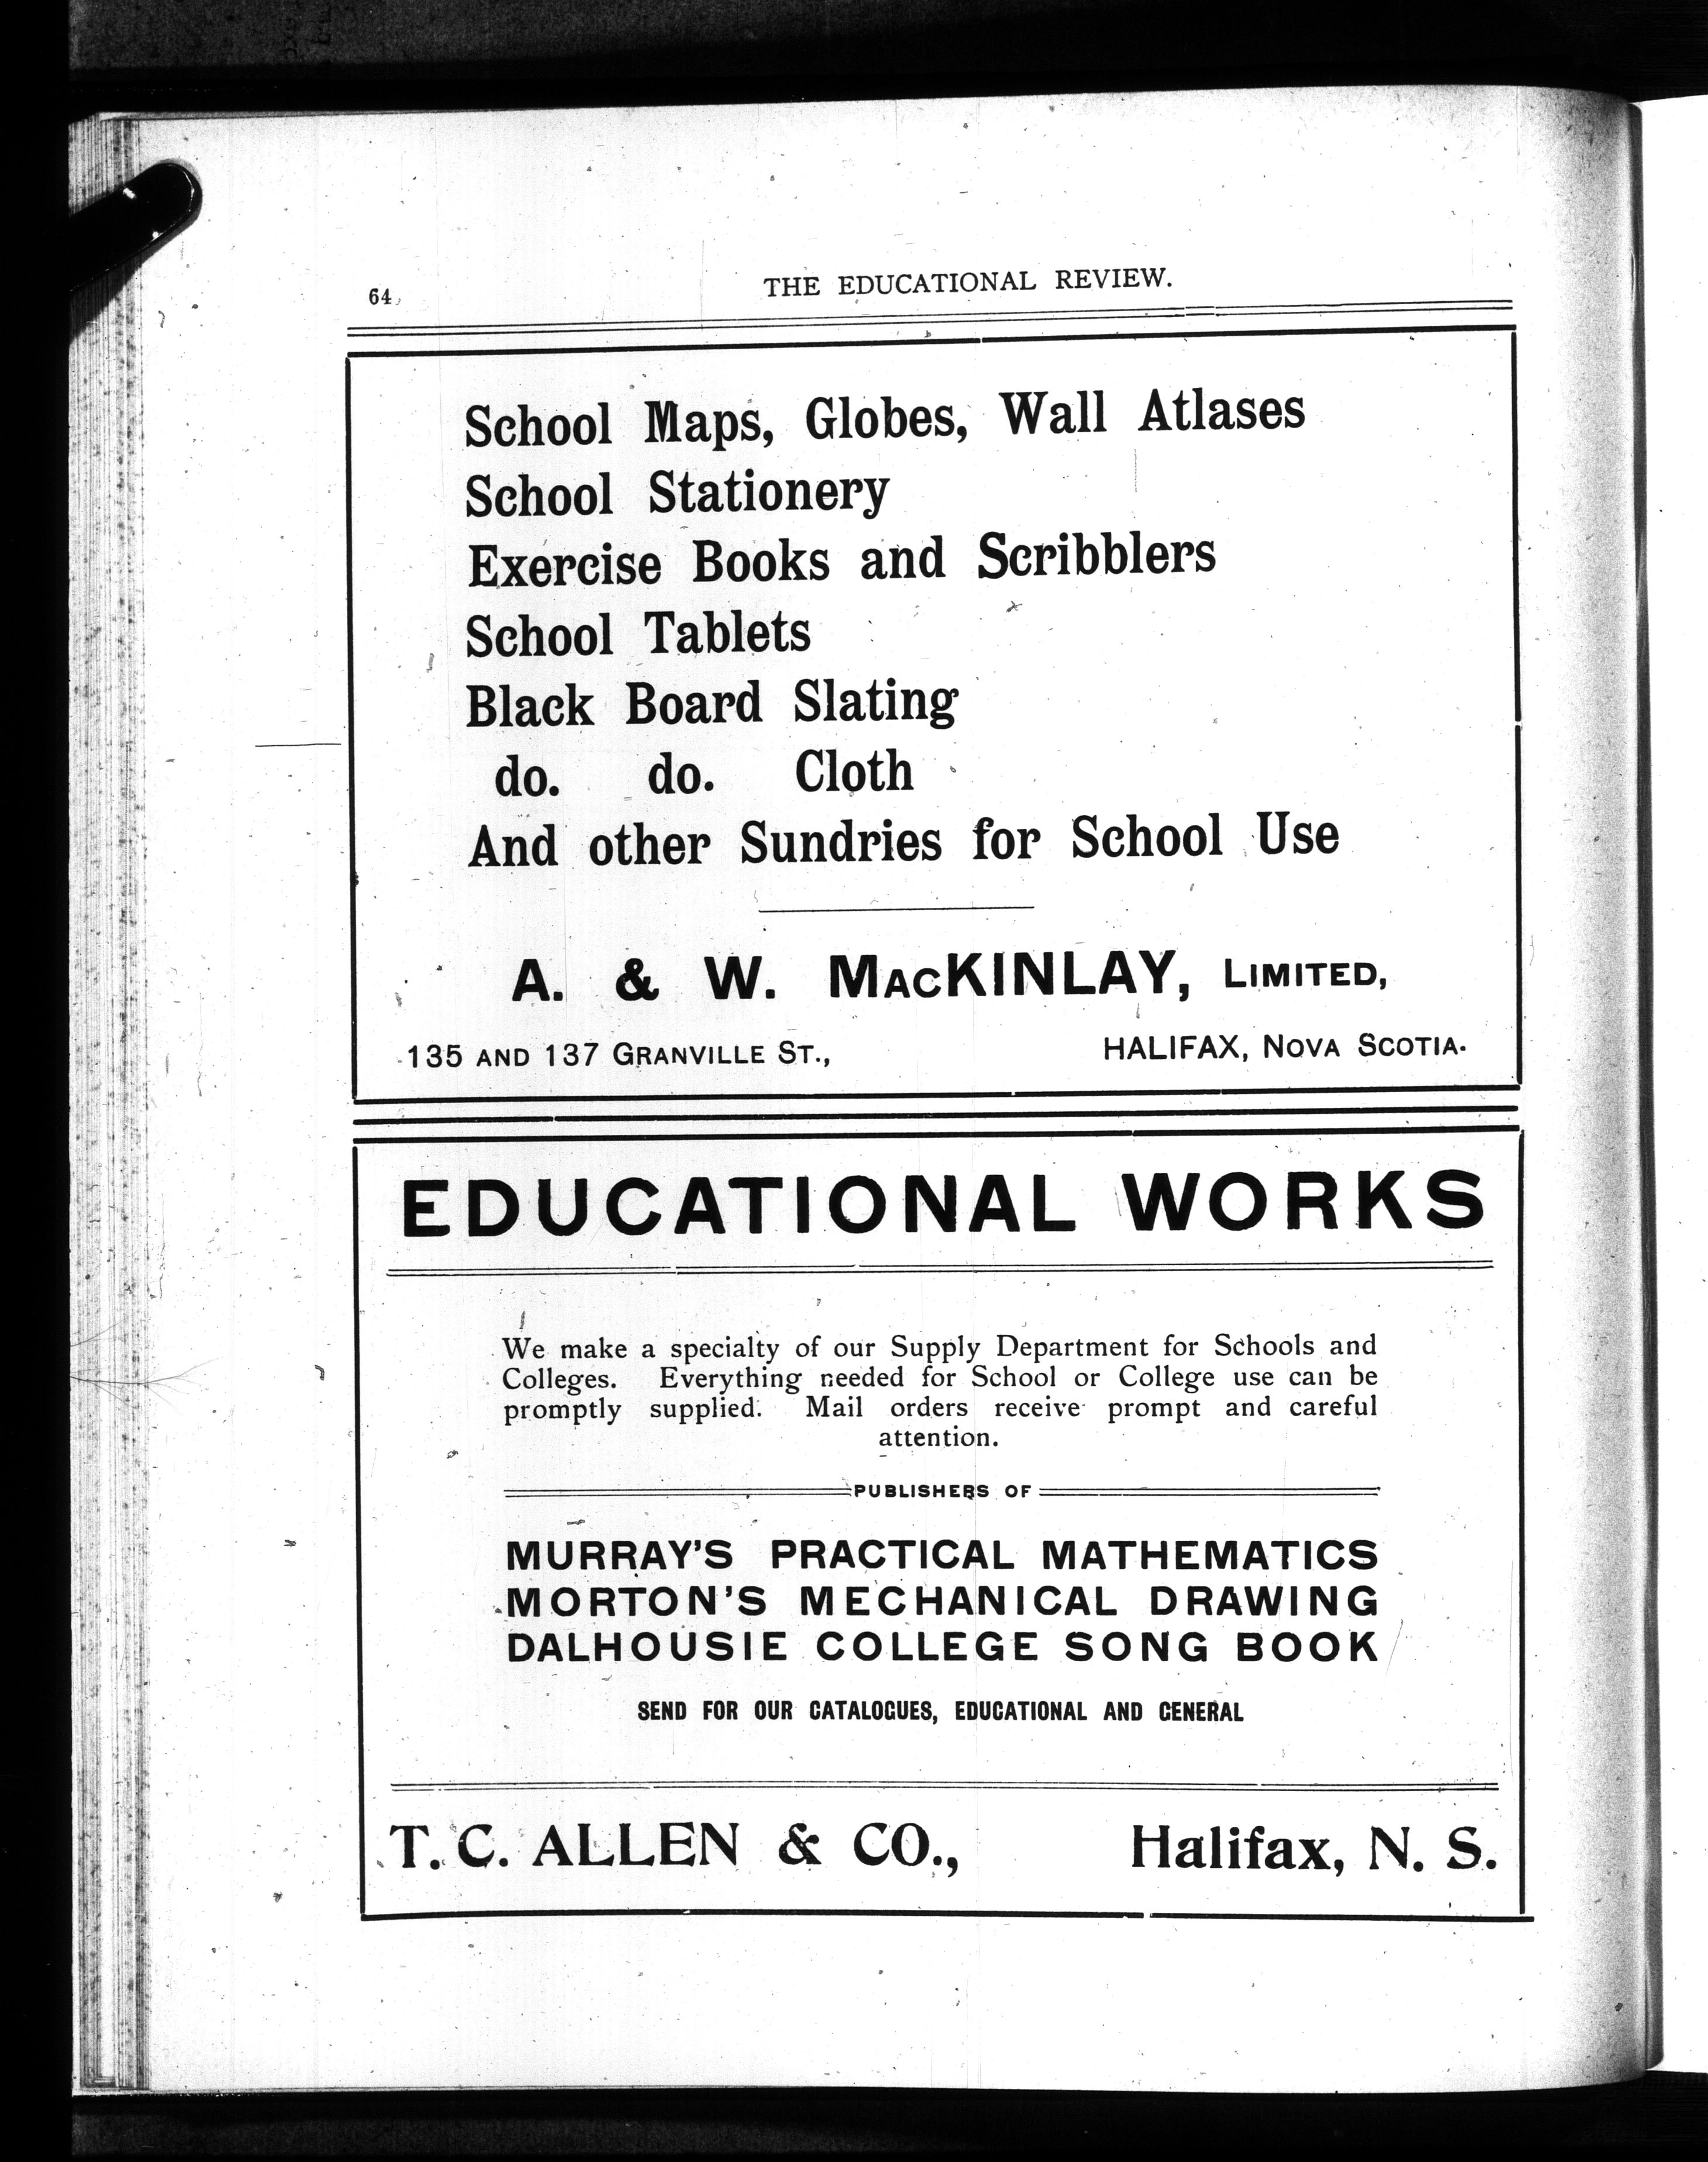 64
THE EDUCATIONAL REVIEW.
School Maps, Globes, Wall Atlases
School Stationery
Exercise Books and Scribblers
School Tablets
Black Board Slating
do. do. Cloth
And other Sundries for School Use
A. & W. MACKINLAY, LIMITED,
135 AND 137 GRANVILLE ST., HALIFAX, NOVA SCOTIA.
EDUCATIONAL WORKS
We make a specialty of our Supply Department for Schools and
Colleges. Everything needed for School or College use can be
promptly supplied. Mail orders receive prompt and careful
attention.
PUBLISHERS OF
MURRAY'S PRACTICAL MATHEMATICS
MORTON'S MECHANICAL DRAWING
DALHOUSIE COLLEGE SONG BOOK
SEND FOR OUR CATALOGUES, EDUCATIONAL AND GENERAL
T. C. ALLEN & CO., Halifax, N. S.